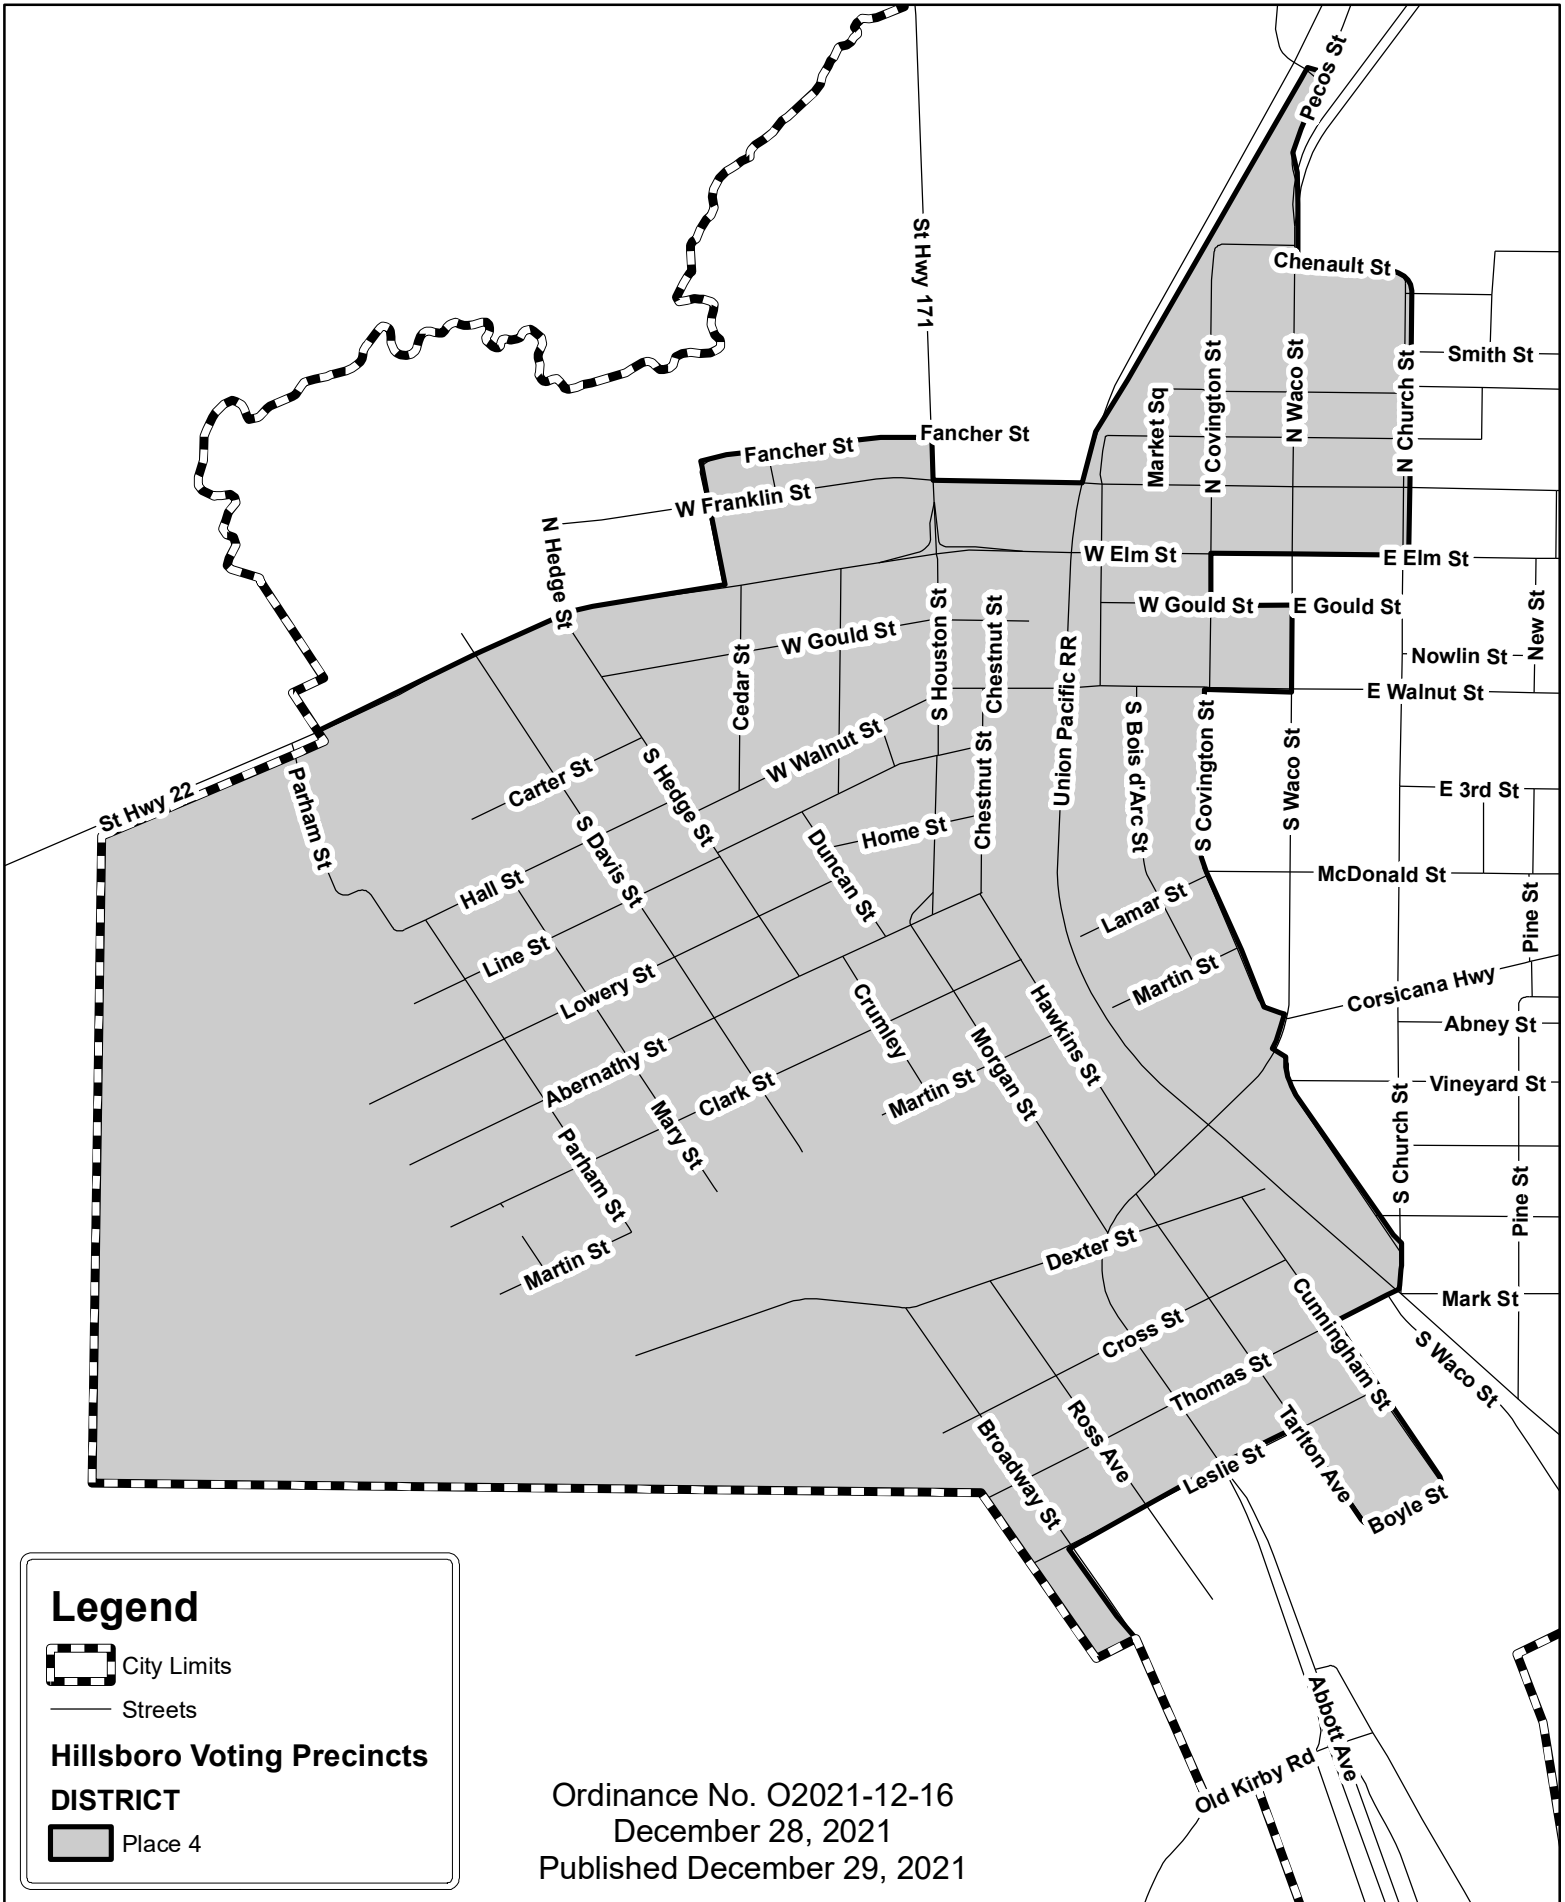 Pecos St
St Hwy 171
Chenault St
Smith St
Market Sq
N Covington St
N Waco St
N Church St
Fancher St
Fancher St
W Franklin St
N Hedge St
W Elm St
E Elm St
W Gould St
E Gould St
New St
W Gould St
S Houston St
Chestnut St
Nowlin St
Cedar St
Union Pacific RR
E Walnut St
W Walnut St
S Bois d'Arc St
S Covington St
S Waco St
S Hedge St
Carter St
Parham St
St Hwy 22
Chestnut St
E 3rd St
Home St
S Davis St
Duncan St
McDonald St
Hall St
Lamar St
Pine St
Line St
Lowery St
Martin St
Corsicana Hwy
Crumley
Hawkins St
Abney St
Morgan St
Abernathy St
Clark St
Martin St
Vineyard St
Mary St
S Church St
Parham St
Pine St
Martin St
Dexter St
Mark St
Cunningham St
Cross St
S Waco St
Thomas St
Ross Ave
Tarlton Ave
Broadway St
Leslie St
Boyle St
Abbott Ave
Old Kirby Rd
Legend
City Limits
Streets
Hillsboro Voting Precincts
DISTRICT
Place 4
Ordinance No. O2021-12-16
December 28, 2021
Published December 29, 2021